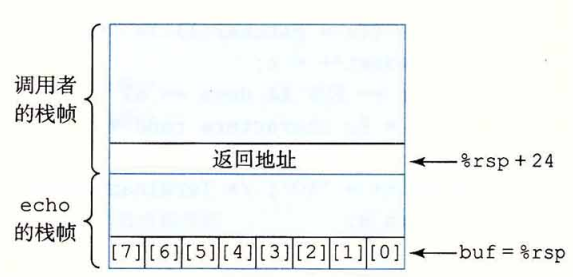 调用者
的栈帧
返回地址
%rsp + 24
echo
的栈帧
[7][6][5][4][3][2][1][0]
buf = %rsp